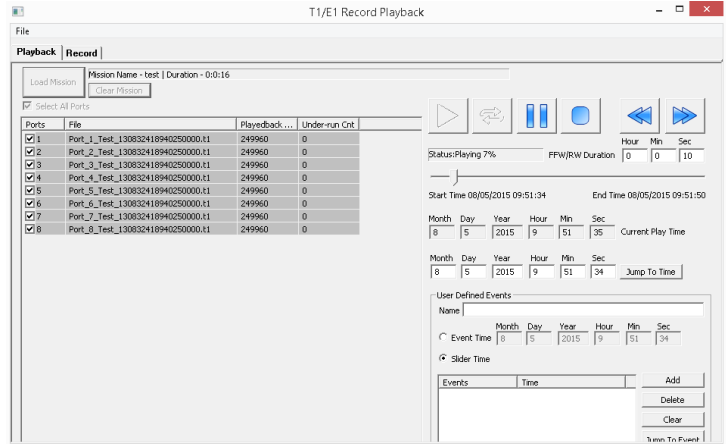 T1/E1 Record Playback
File
Playback Record
Load Mission
Mission Name - test | Duration - 0:0:16
Clear Mission
Select All Ports
Ports File Playedback ... Under-run Cnt
1 Port_1_Test_130832418940250000.t1 249960 0
2 Port_2_Test_130832418940250000.t1 249960 0
3 Port_3_Test_130832418940250000.t1 249960 0
4 Port_4_Test_130832418940250000.t1 249960 0
5 Port_5_Test_130832418940250000.t1 249960 0
6 Port_6_Test_130832418940250000.t1 249960 0
7 Port_7_Test_130832418940250000.t1 249960 0
8 Port_8_Test_130832418940250000.t1 249960 0
Hour Min Sec
Status:Playing 7% FFW/RW Duration 0 0 10
Start Time 08/05/2015 09:51:34 End Time 08/05/2015 09:51:50
Month Day Year Hour Min Sec
8 5 2015 9 51 35 Current Play Time
Month Day Year Hour Min Sec
8 5 2015 9 51 34 Jump To Time
User Defined Events
Name
Month Day Year Hour Min Sec
Event Time 8 5 2015 9 51 34
Slider Time
Events Time
Add
Delete
Clear
Jump To Event